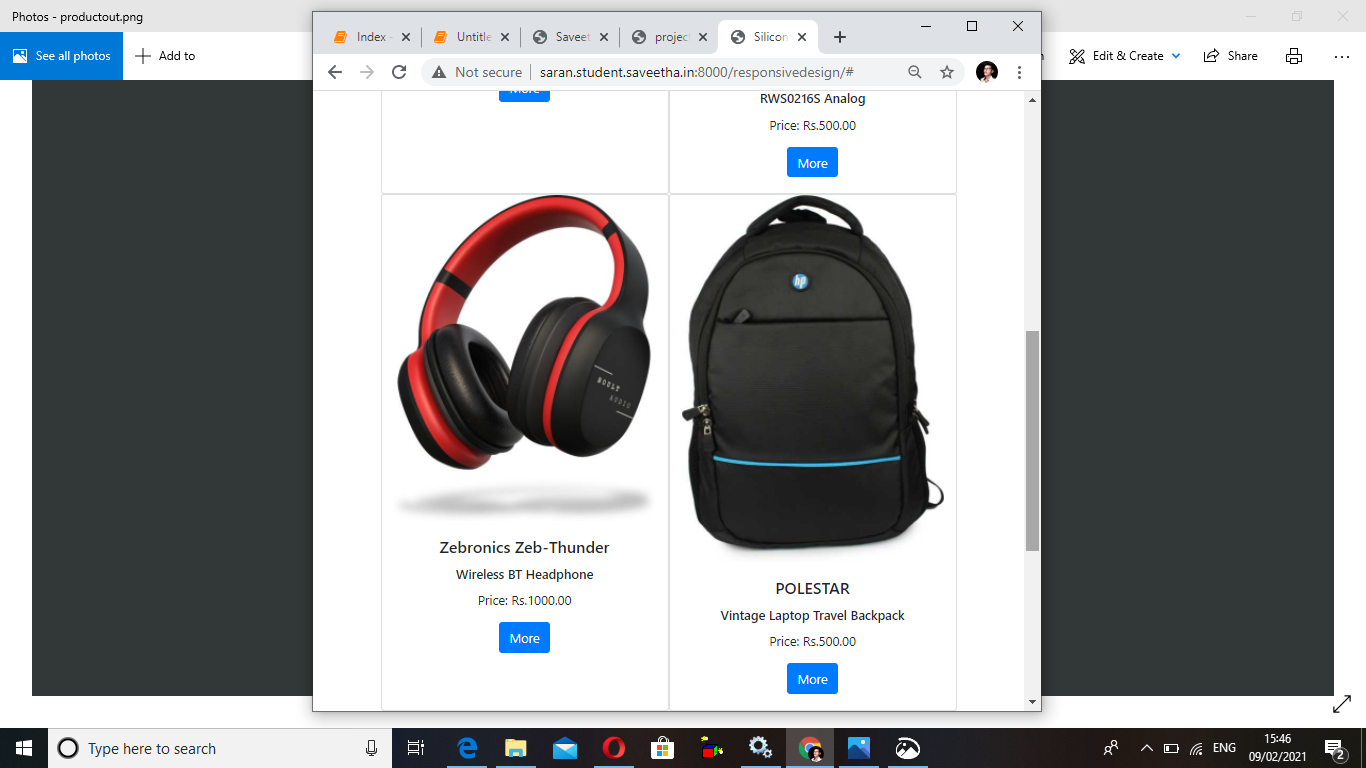 Photos - productout.png
See all photos
Add to
Edit & Create
Share
Index
Untitle
Saveet
project
Silicon
Not secure
saran.student.saveetha.in:8000/responsivedesign/#
More
RWS0216S Analog
Price: Rs.500.00
More
BOULT
AUDIO
hp
Zebronics Zeb-Thunder
Wireless BT Headphone
Price: Rs.1000.00
More
POLESTAR
Vintage Laptop Travel Backpack
Price: Rs.500.00
More
Type here to search
ENG
15:46
09/02/2021
2